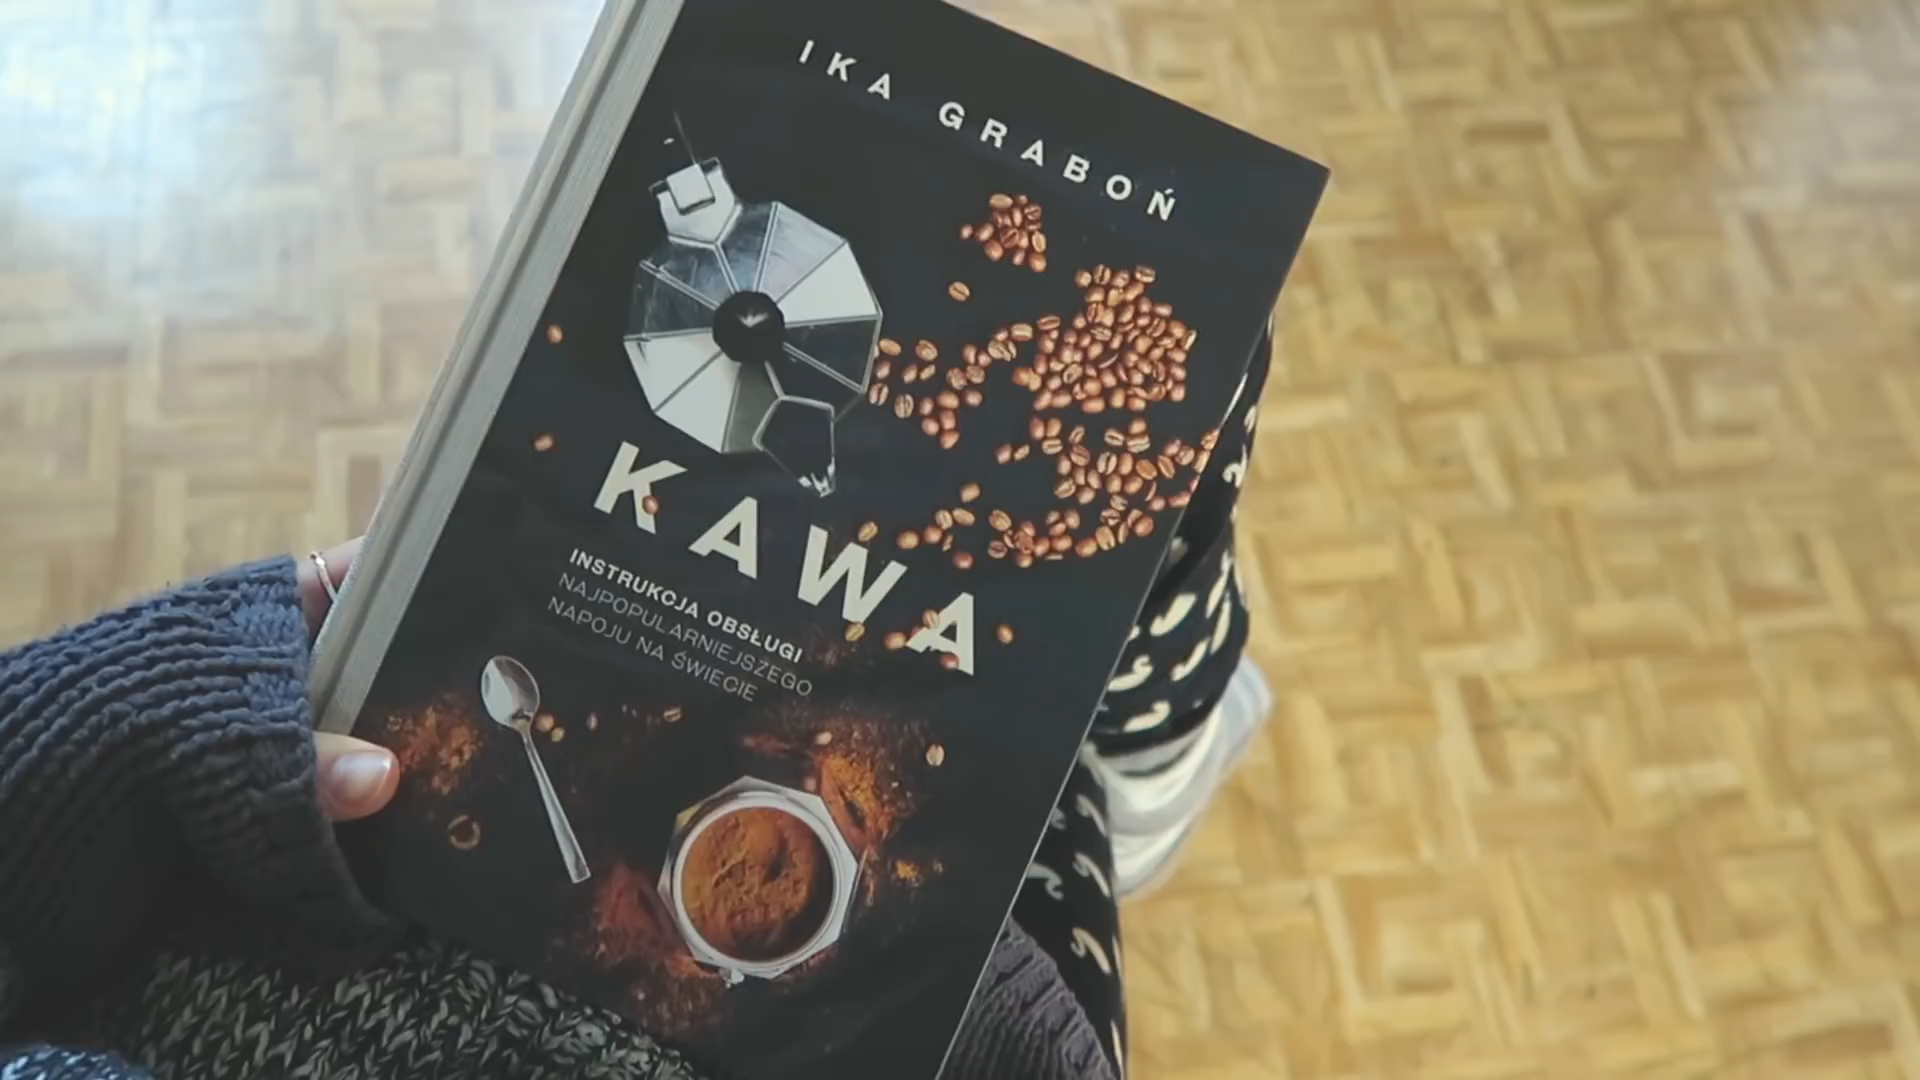 IKA GRABOŃ
KAWA
INSTRUKCJA OBSŁUGI
NAJPOPULARNIEJSZEGO
NAPOJU NA ŚWIECIE